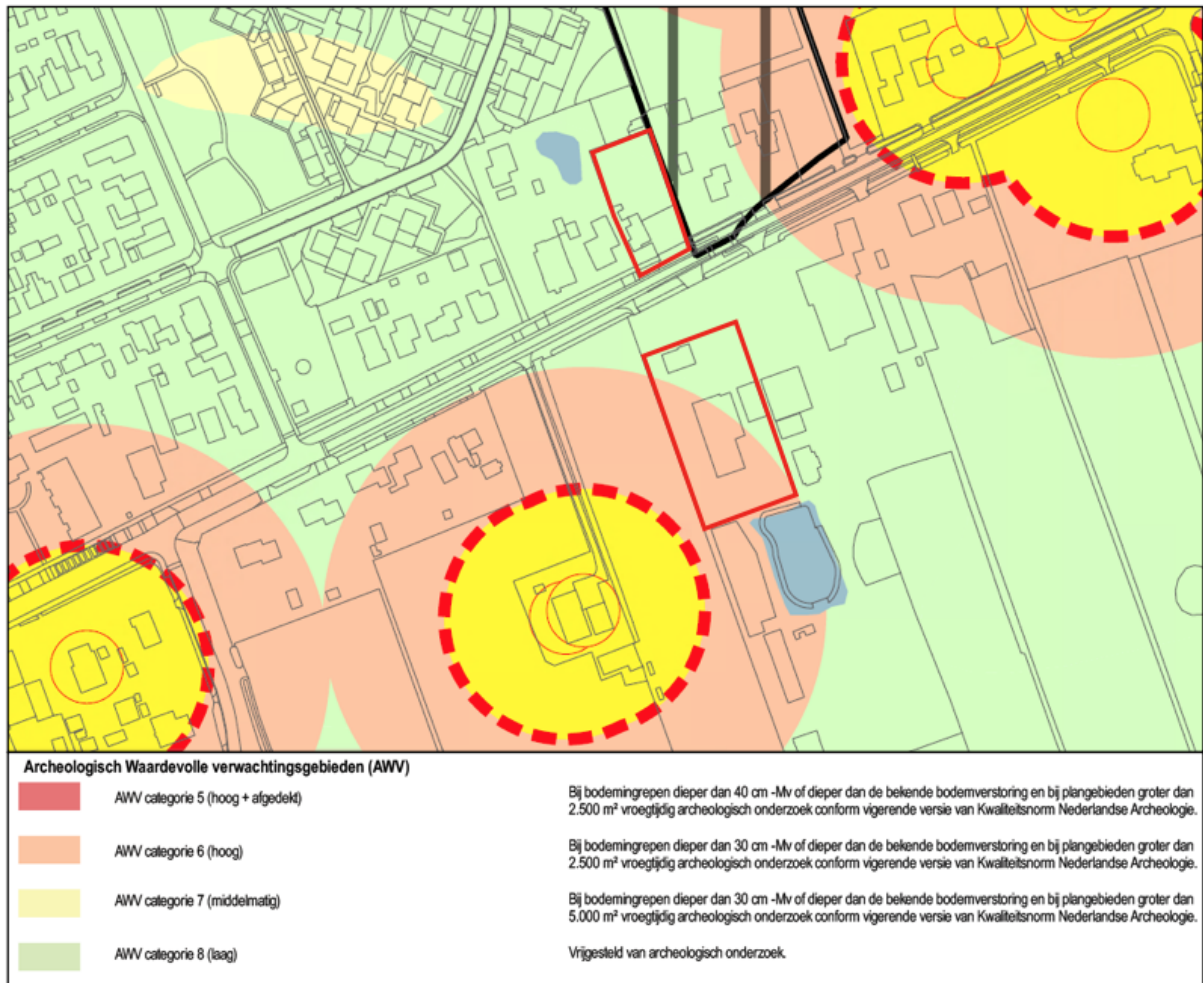 Archeologisch Waardevolle verwachtingsgebieden (AWV)
AWV categorie 5 (hoog + afgedekt)
Bij bodemingrepen dieper dan 40 cm -Mv of dieper dan de bekende bodemverstoring en bij plangebieden groter dan
2.500 m² vroegtijdig archeologisch onderzoek conform vigerende versie van Kwaliteitsnorm Nederlandse Archeologie.
AWV categorie 6 (hoog)
Bij bodemingrepen dieper dan 30 cm -Mv of dieper dan de bekende bodemverstoring en bij plangebieden groter dan
2.500 m² vroegtijdig archeologisch onderzoek conform vigerende versie van Kwaliteitsnorm Nederlandse Archeologie.
AWV categorie 7 (middelmatig)
Bij bodemingrepen dieper dan 30 cm -Mv of dieper dan de bekende bodemverstoring en bij plangebieden groter dan
5.000 m² vroegtijdig archeologisch onderzoek conform vigerende versie van Kwaliteitsnorm Nederlandse Archeologie.
AWV categorie 8 (laag)
Vrijgesteld van archeologisch onderzoek.